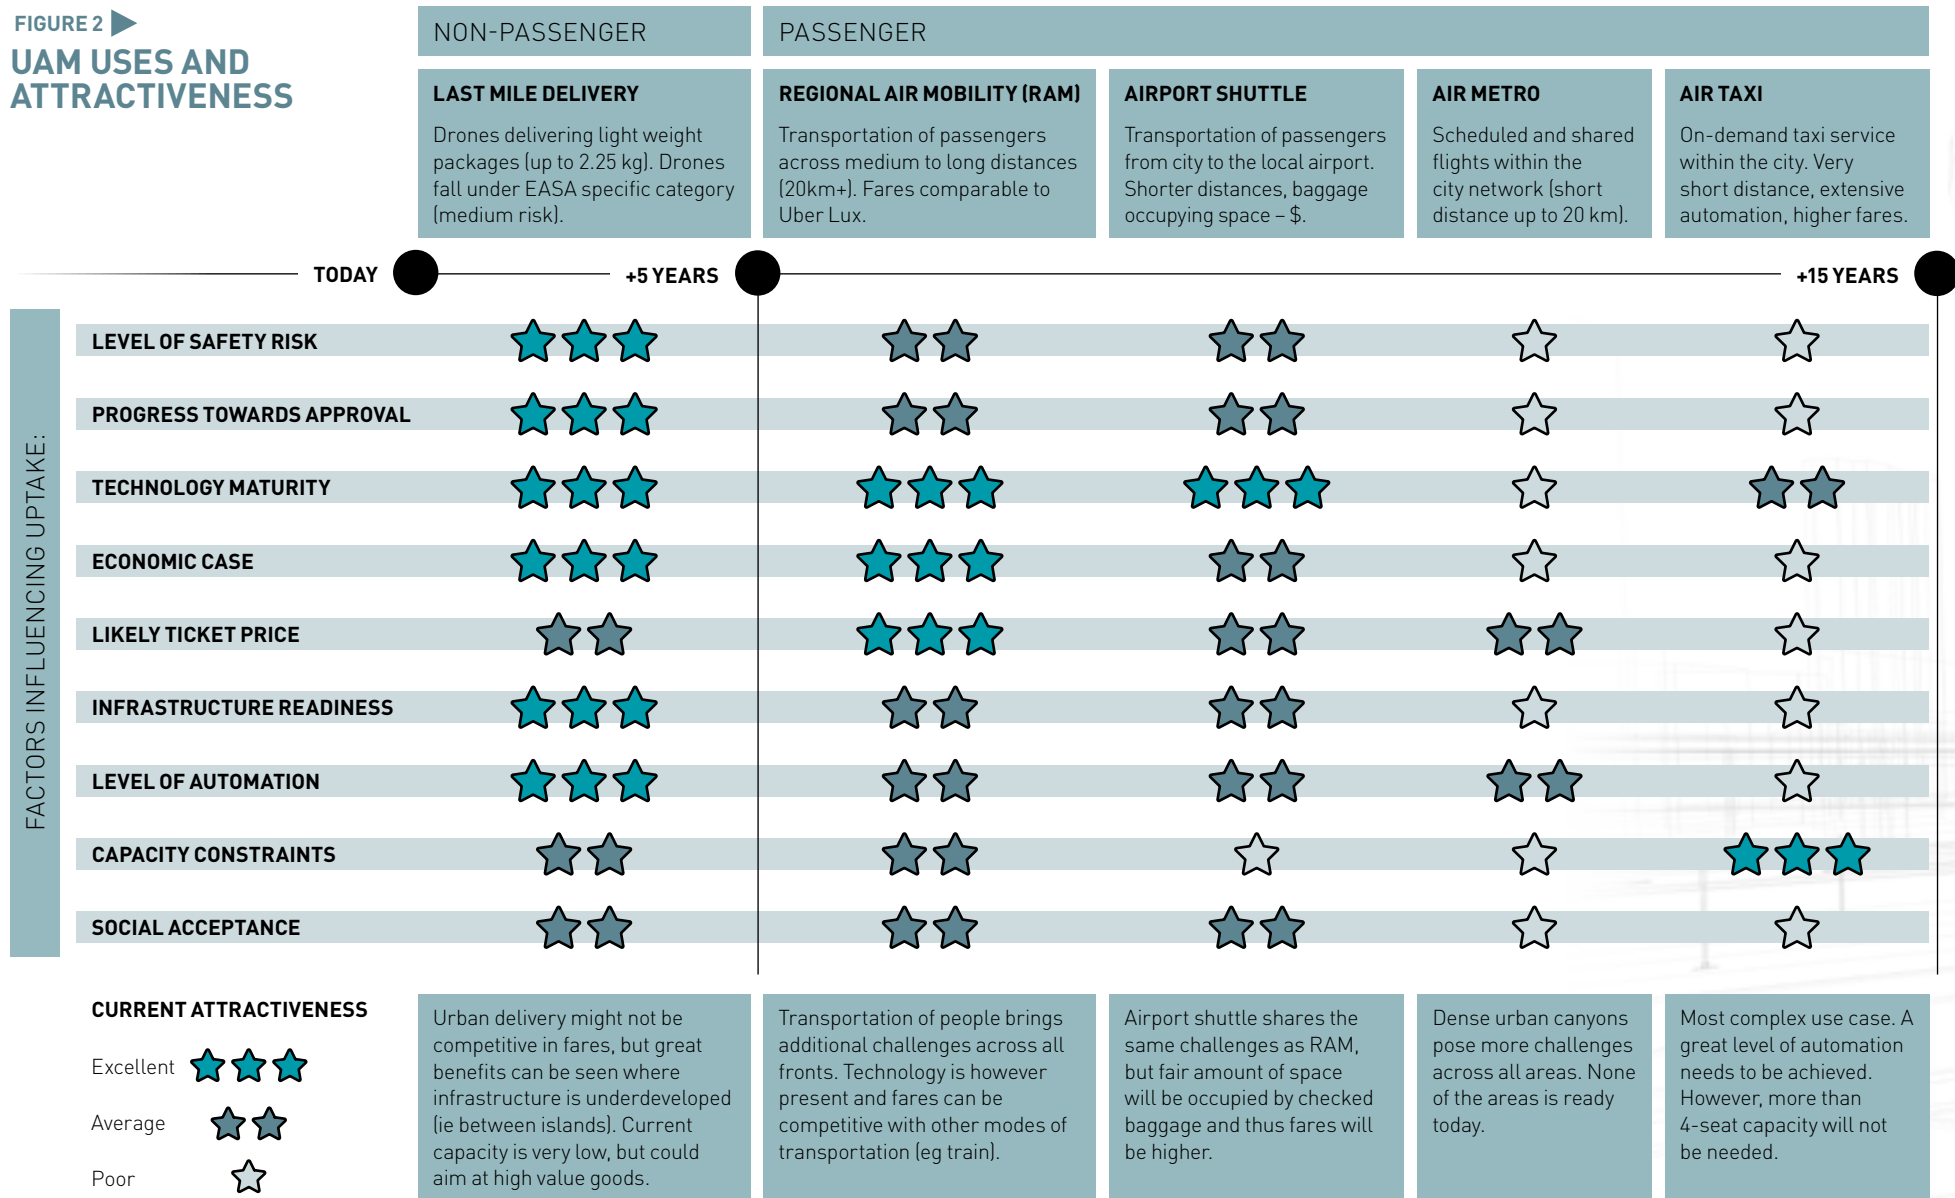 FIGURE 2
UAM USES AND
ATTRACTIVENESS
NON-PASSENGER
PASSENGER
LAST MILE DELIVERY
Drones delivering light weight
packages (up to 2.25 kg). Drones
fall under EASA specific category
(medium risk).
REGIONAL AIR MOBILITY (RAM)
Transportation of passengers
across medium to long distances
(20km+). Fares comparable to
Uber Lux.
AIRPORT SHUTTLE
Transportation of passengers
from city to the local airport.
Shorter distances, baggage
occupying space – $.
AIR METRO
Scheduled and shared
flights within the
city network (short
distance up to 20 km).
AIR TAXI
On-demand taxi service
within the city. Very
short distance, extensive
automation, higher fares.
TODAY
+5 YEARS
+15 YEARS
FACTORS INFLUENCING UPTAKE:
LEVEL OF SAFETY RISK
PROGRESS TOWARDS APPROVAL
TECHNOLOGY MATURITY
ECONOMIC CASE
LIKELY TICKET PRICE
INFRASTRUCTURE READINESS
LEVEL OF AUTOMATION
CAPACITY CONSTRAINTS
SOCIAL ACCEPTANCE
CURRENT ATTRACTIVENESS
Excellent
Average
Poor
Urban delivery might not be
competitive in fares, but great
benefits can be seen where
infrastructure is underdeveloped
(ie between islands). Current
capacity is very low, but could
aim at high value goods.
Transportation of people brings
additional challenges across all
fronts. Technology is however
present and fares can be
competitive with other modes of
transportation (eg train).
Airport shuttle shares the
same challenges as RAM,
but fair amount of space
will be occupied by checked
baggage and thus fares will
be higher.
Dense urban canyons
pose more challenges
across all areas. None
of the areas is ready
today.
Most complex use case. A
great level of automation
needs to be achieved.
However, more than
4-seat capacity will not
be needed.